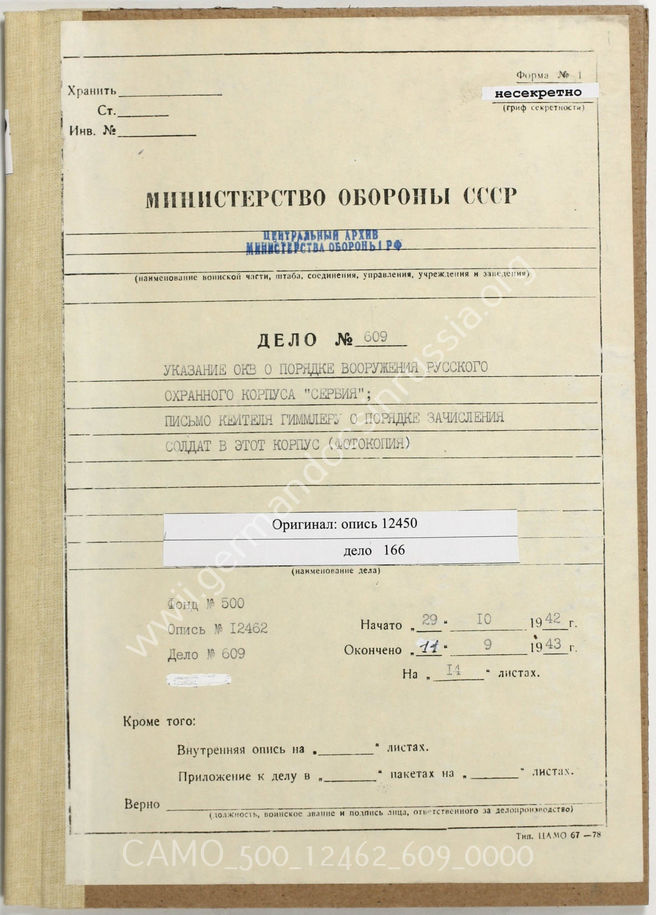 Форма № 1
Хранить
несекретно
(гриф секретности)
Ст.
Инв. №
МИНИСТЕРСТВО ОБОРОНЫ СССР
ЦЕНТРАЛЬНЫЙ АРХИВ
МИНИСТЕРСТВА ОБОРОНЫ РФ
(наименование воинской части, штаба, соединения, управления, учреждения и заведения)
ДЕЛО № 609
УКАЗАНИЕ ОКВ О ПОРЯДКЕ ВООРУЖЕНИЯ РУССКОГО
ОХРАННОГО КОРПУСА "СЕРБИЯ";
ПИСЬМО КЕЙТЕЛЯ ГИММЛЕРУ О ПОРЯДКЕ ЗАЧИСЛЕНИЯ
СОЛДАТ В ЭТОТ КОРПУС (ФОТОКОПИЯ)
Оригинал: опись 12450
дело 166
(наименование дела)
Фонд № 500
Опись № 12462
Дело № 609
Начато „29" 10 1942 г.
Окончено „11" 9 1943 г.
На „14" листах.
Кроме того:
Внутренняя опись на „ " листах.
Приложение к делу в „ " пакетах на „ " листах.
Верно
(должность, воинское звание и подпись лица, ответственного за делопроизводство)
Тип. ЦАМО 67—78
CAMO_500_12462_609_0000
www.germandocsinrussia.org